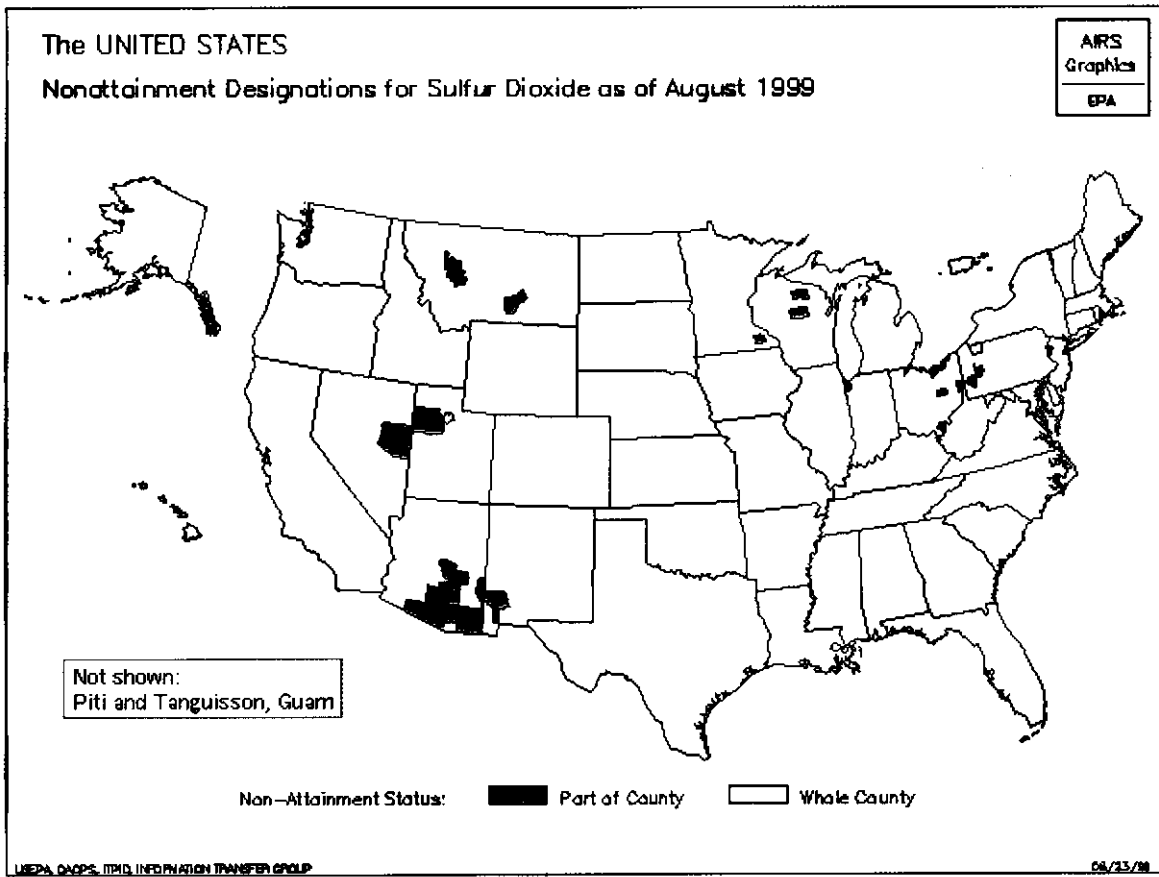 The UNITED STATES
Nonattainment Designations for Sulfur Dioxide as of August 1999
AIRS
Graphics
EPA
Not shown:
Piti and Tanguisson, Guam
Non-Attainment Status:
Part of County
Whole County
USEPA, OAQPS, ITPID, INFORMATION TRANSFER GROUP